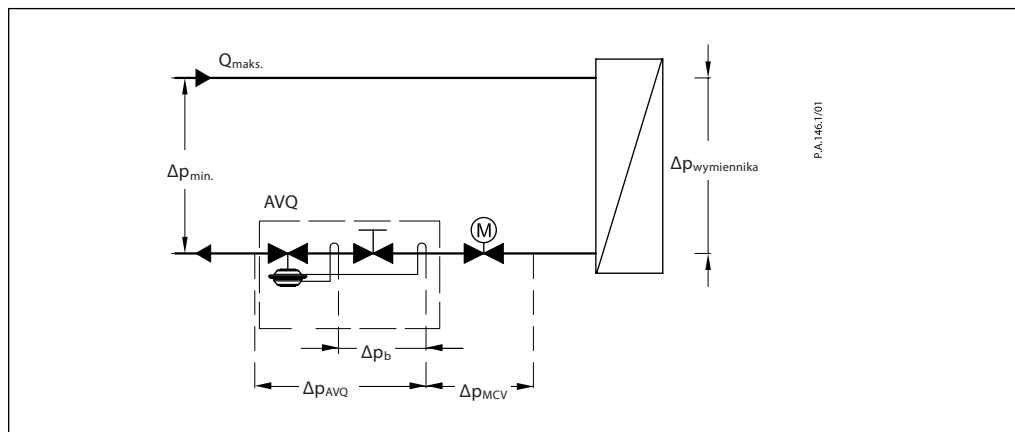 Qmaks.
Δpmin.
Δpwymiennika
P.A.146.1/01
AVQ
M
Δpb
ΔpAVQ
ΔpMCV